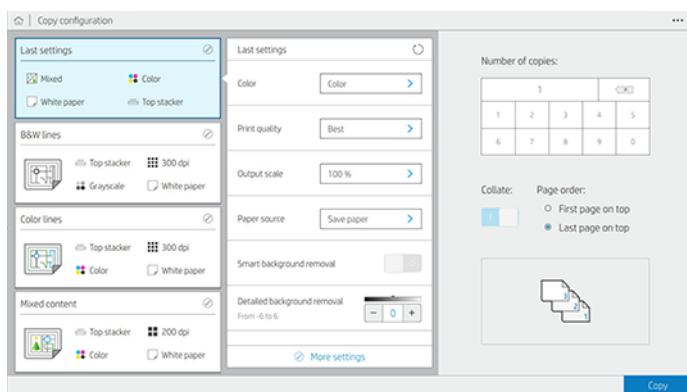 Copy configuration
Last settings
Mixed
Color
White paper
Top stacker
B&W lines
Top stacker
300 dpi
Grayscale
White paper
Color lines
Top stacker
300 dpi
Color
White paper
Mixed content
Top stacker
200 dpi
Color
White paper
Last settings
Color
Color
Print quality
Best
Output scale
100 %
Paper source
Save paper
Smart background
removal
Detailed background removal
From -6 to 6
- 0 +
More settings
Number of copies:
1
1 2 3 4 5
6 7 8 9 0
Collate:
Page order:
First page on top
Last page on top
3
2
1
Copy